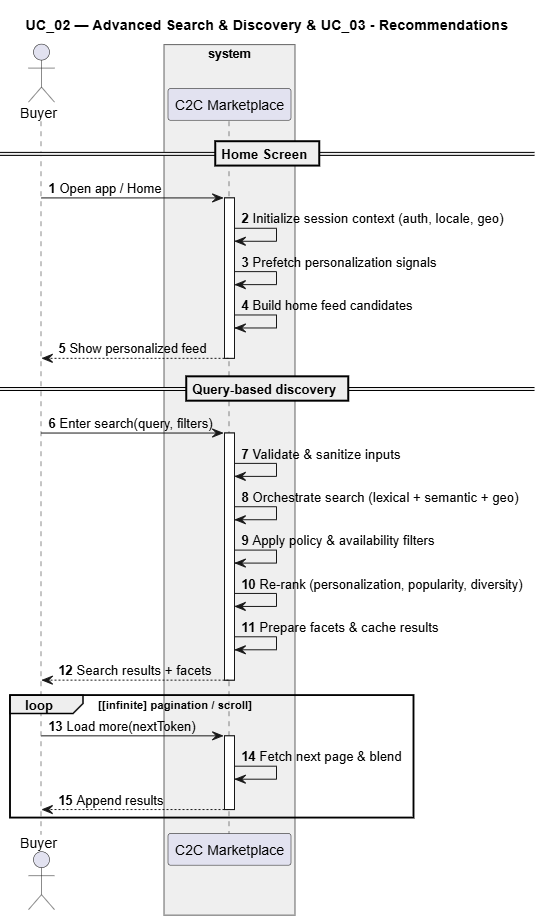 UC_02 — Advanced Search & Discovery & UC_03 - Recommendations
system
Buyer
C2C Marketplace
Home Screen
1 Open app / Home
2 Initialize session context (auth, locale, geo)
3 Prefetch personalization signals
4 Build home feed candidates
5 Show personalized feed
Query-based discovery
6 Enter search(query, filters)
7 Validate & sanitize inputs
8 Orchestrate search (lexical + semantic + geo)
9 Apply policy & availability filters
10 Re-rank (personalization, popularity, diversity)
11 Prepare facets & cache results
12 Search results + facets
loop [[infinite] pagination / scroll]
13 Load more(nextToken)
14 Fetch next page & blend
15 Append results
Buyer
C2C Marketplace